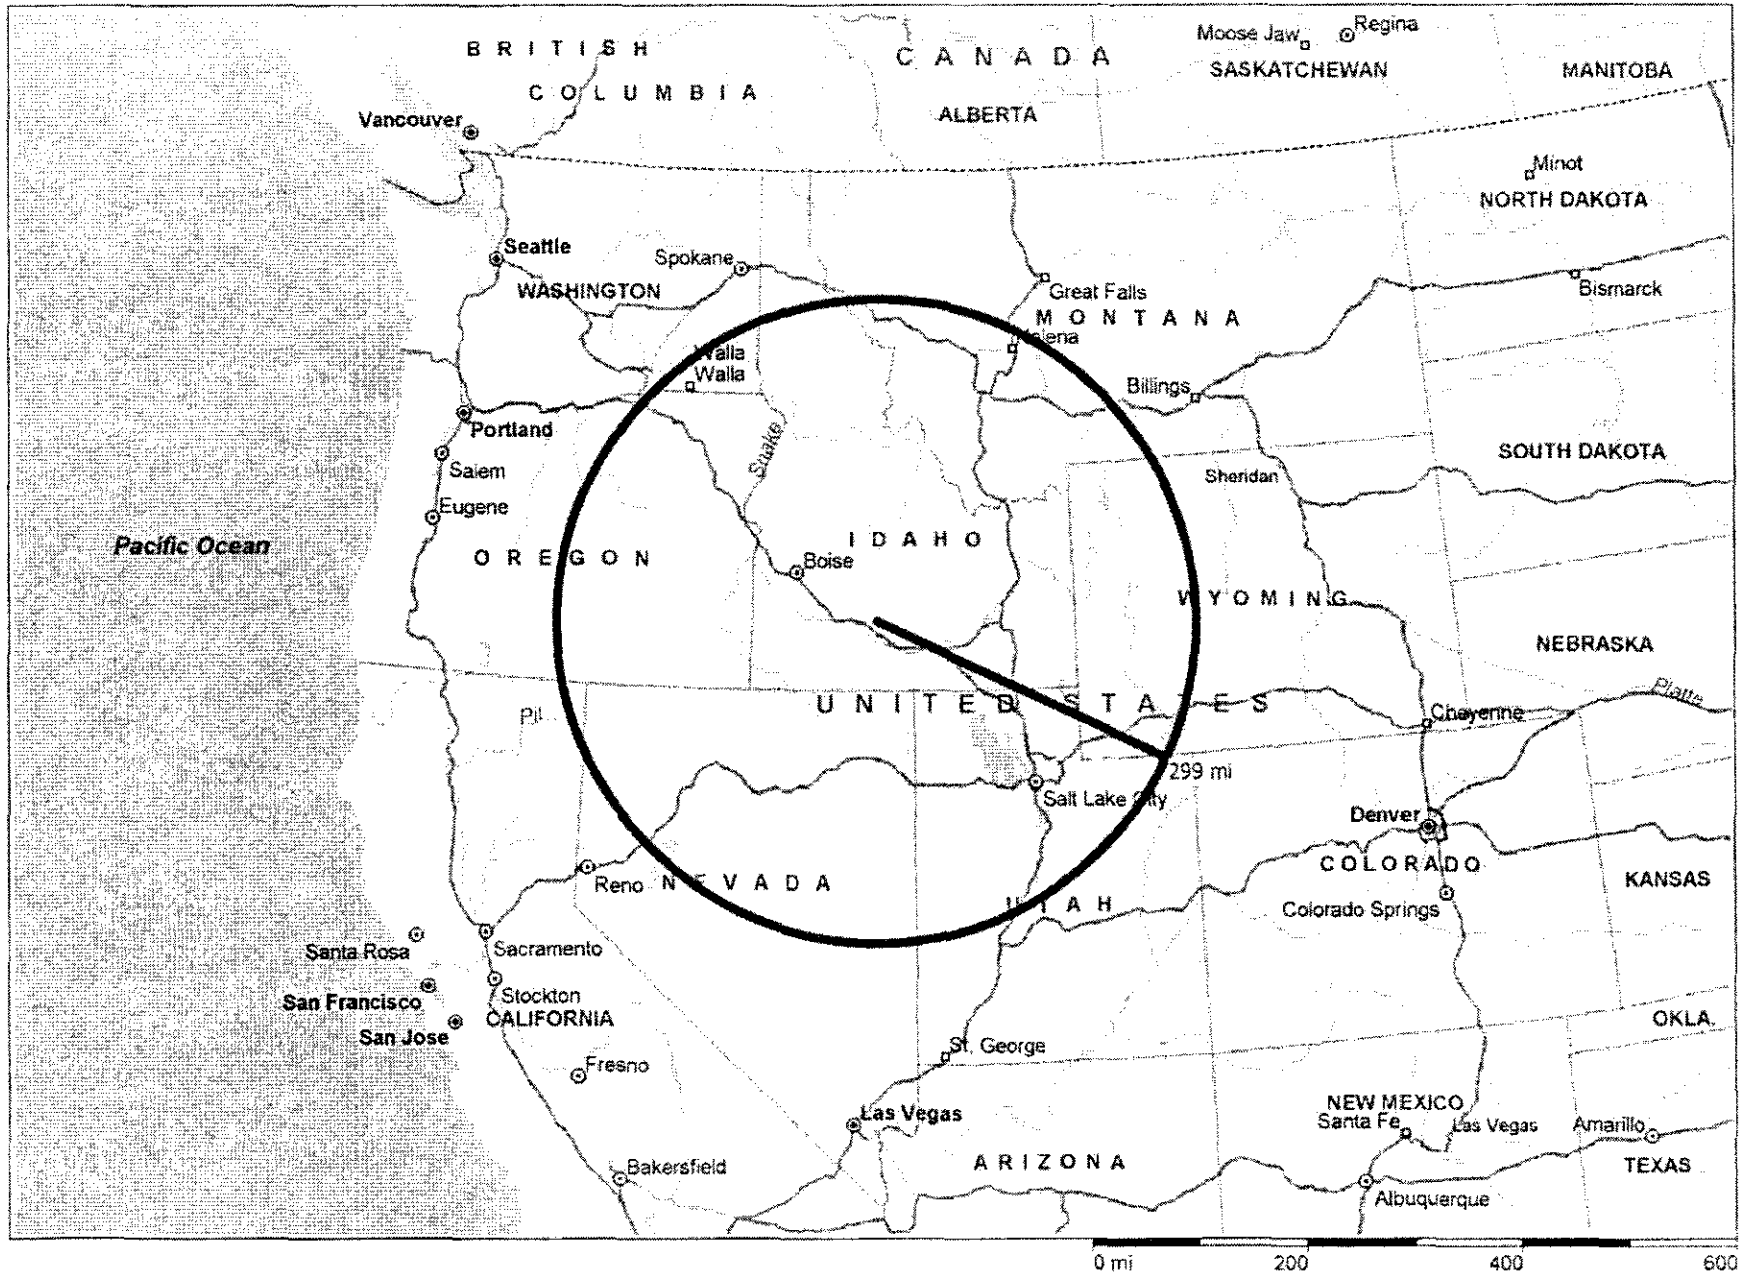 BRITISH
COLUMBIA
CANADA
Moose Jaw
Regina
SASKATCHEWAN
MANITOBA
ALBERTA
Vancouver
Minot
NORTH DAKOTA
Seattle
Spokane
WASHINGTON
Great Falls
Bismarck
MONTANA
Helena
Walla
Walla
Billings
Portland
Snake
Salem
Sheridan
SOUTH DAKOTA
Eugene
Pacific Ocean
OREGON
IDAHO
Boise
WYOMING
NEBRASKA
UNITED STATES
Platte
Pit
Cheyenne
299 mi
Salt Lake City
Denver
COLORADO
Reno
NEVADA
KANSAS
UTAH
Colorado Springs
Santa Rosa
Sacramento
San Francisco
Stockton
CALIFORNIA
OKLA.
San Jose
St. George
Fresno
Las Vegas
NEW MEXICO
Santa Fe
Las Vegas
Amarillo
Bakersfield
ARIZONA
TEXAS
Albuquerque
0 mi 200 400 600